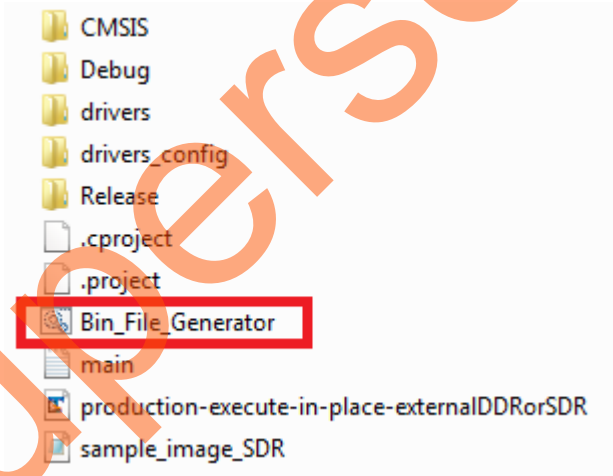 CMSIS
Debug
drivers
drivers_config
Release
.cproject
.project
Bin_File_Generator
main
production-execute-in-place-externalDDRorSDR
sample_image_SDR